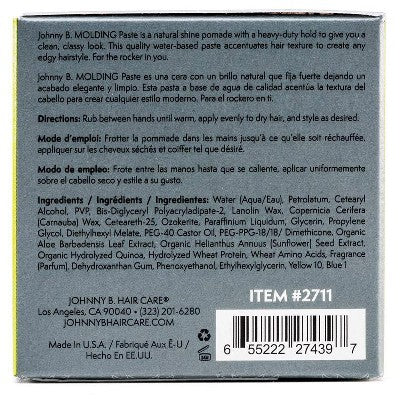 Johnny B. MOLDING Paste is a natural shine pomade with a heavy-duty hold to give you a
clean, classy look. This quality water-based paste accentuates hair texture to create any
edgy hairstyle. For the rocker in you.
Johnny B. MOLDING Paste es una cera con un brillo natural que fija fuerte dejando un
acabado elegante y limpio. Esta pasta a base de agua de calidad acentúa la textura del
cabello para crear cualquier estilo moderno. Para el rockero en ti.
Directions: Rub between hands until warm, apply evenly to dry hair, and style as desired.
Mode d'emploi: Frotter la pommade dans les mains jusqu'à ce qu'elle soit réchauffée,
appliquer sur les cheveux séchés et coiffer tel que désiré.
Modo de empleo: Frote entre las manos hasta que se caliente, aplicar uniformemente
sobre el cabello seco y estile a su gusto.
Ingredients / Ingrédients / Ingredientes: Water (Aqua/Eau), Petrolatum, Cetearyl
Alcohol, PVP, Bis-Diglyceryl Polyacryladipate-2, Lanolin Wax, Copernicia Cerifera
(Carnauba) Wax, Ceteareth-25, Ozokerite, Paraffinium Liquidum, Glycerin, Propylene
Glycol, Diethylhexyl Malate, PEG-40 Castor Oil, PEG-PPG-18/18/ Dimethicone, Organic
Aloe Barbadensis Leaf Extract, Organic Helianthus Annuus (Sunflower) Seed Extract,
Organic Hydrolyzed Quinoa, Hydrolyzed Wheat Protein, Wheat Amino Acids, Fragrance
(Parfum), Dehydroxanthan Gum, Phenoxyethanol, Ethylhexylglycerin, Yellow 10, Blue 1
JOHNNY B. HAIR CARE®
Los Angeles, CA 90040 • (323) 201-6280
JOHNNYBHAIRCARE.COM
Made In U.S.A. / Fabriqué Aux É-U /
Hecho En EE.UU.
24M
ITEM #2711
6 55222 27439 7